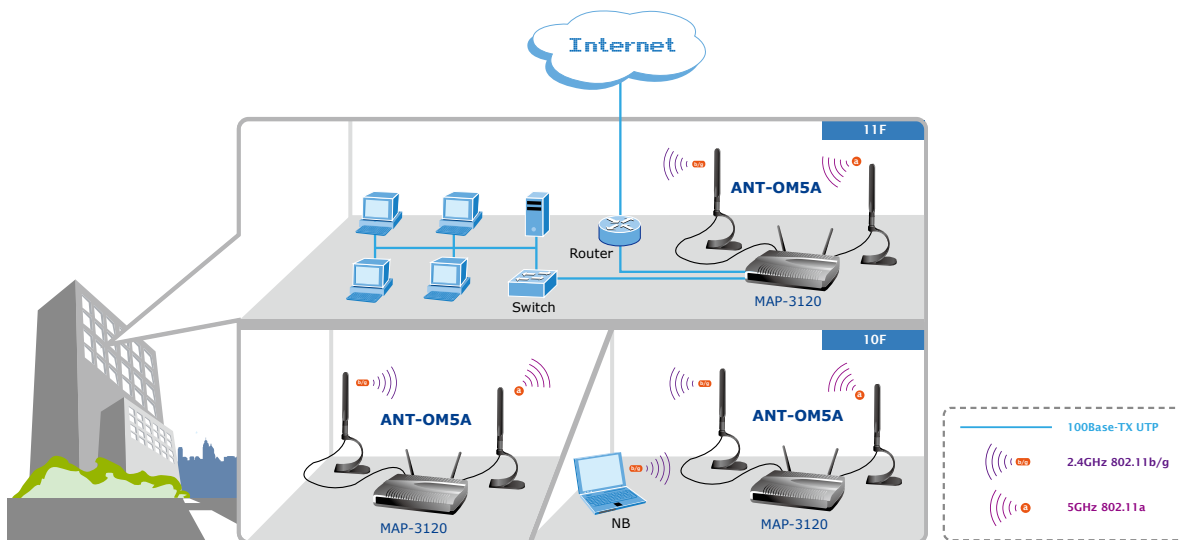 Internet
11F
b/g
a
ANT-OM5A
Router
Switch
MAP-3120
10F
b/g
a
ANT-OM5A
MAP-3120
b/g
a
ANT-OM5A
b/g
NB
MAP-3120
100Base-TX UTP
b/g
2.4GHz 802.11b/g
a
5GHz 802.11a